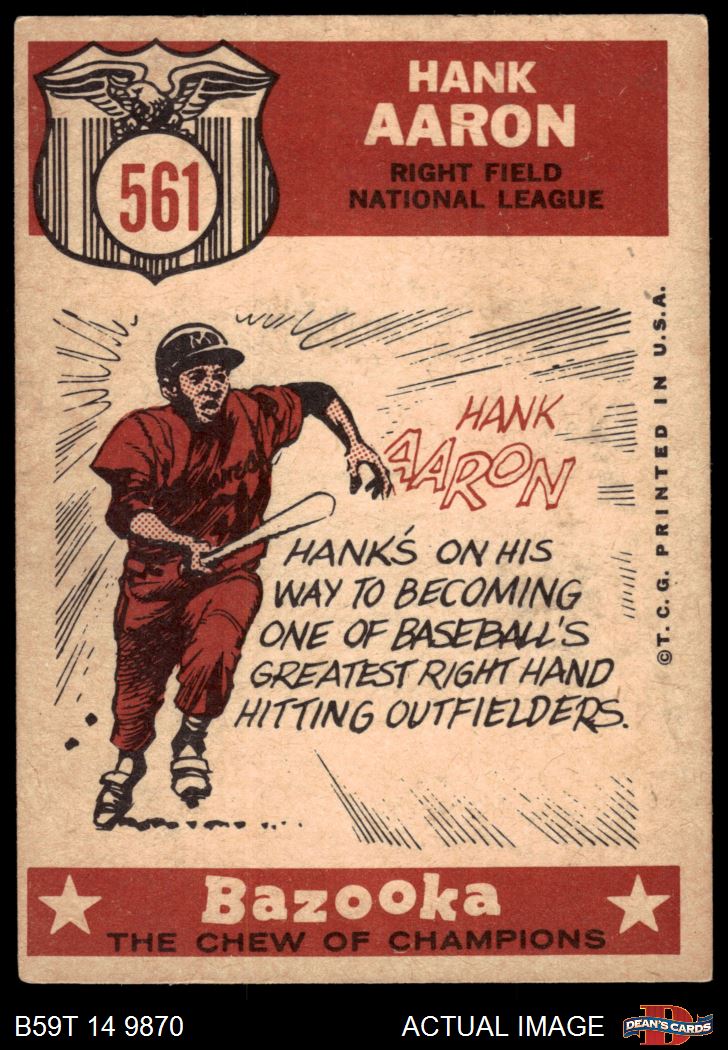 561
HANK
AARON
RIGHT FIELD
NATIONAL LEAGUE
M
HANK
AARON
HANK'S ON HIS
WAY TO BECOMING
ONE OF BASEBALL'S
GREATEST RIGHT HAND
HITTING OUTFIELDERS.
© T. C. G. PRINTED IN U.S.A.
Bazooka
THE CHEW OF CHAMPIONS
B59T 14 9870
ACTUAL IMAGE
D
DEAN'S CARDS